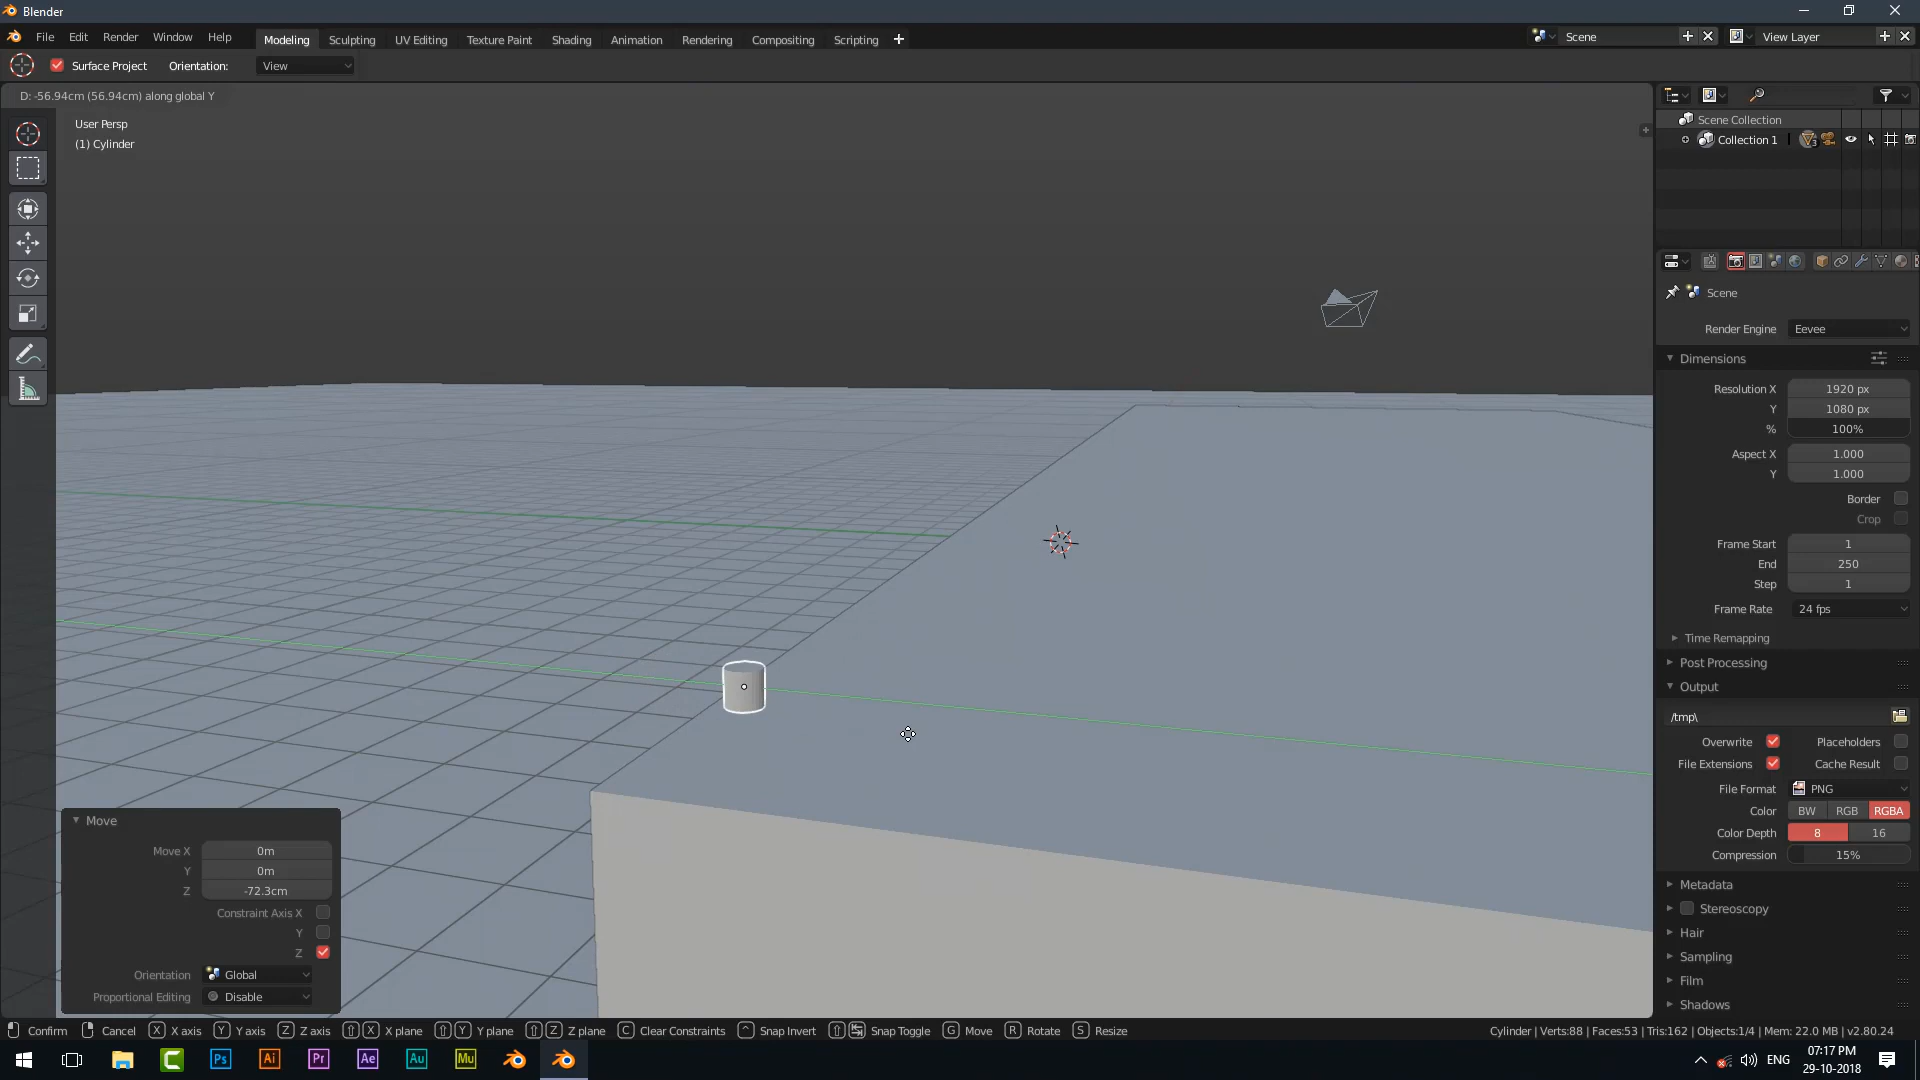 Blender
File Edit Render Window Help Modeling Sculpting UV Editing Texture Paint Shading Animation Rendering Compositing Scripting Scene View Layer
Surface Project Orientation: View
D: -56.94cm (56.94cm) along global Y
User Persp
(1) Cylinder
Scene Collection
Collection 1
3
Scene
Render Engine Eevee
Dimensions
Resolution X 1920 px
Y 1080 px
% 100%
Aspect X 1.000
Y 1.000
Border
Crop
Frame Start 1
End 250
Step 1
Frame Rate 24 fps
Time Remapping
Post Processing
Output
/tmp\
Overwrite Placeholders
File Extensions Cache Result
File Format PNG
Color BW RGB RGBA
Color Depth 8 16
Compression 15%
Metadata
Stereoscopy
Hair
Sampling
Film
Shadows
Move
Move X 0m
Y 0m
Z -72.3cm
Constraint Axis X
Y
Z
Orientation Global
Proportional Editing Disable
Confirm Cancel X X axis Y Y axis Z Z axis X X plane Y Y plane Z Z plane C Clear Constraints Snap Invert Snap Toggle G Move R Rotate S Resize
Cylinder | Verts:88 | Faces:53 | Tris:162 | Objects:1/4 | Mem: 22.0 MB | v2.80.24
Ps Ai Pr Ae Au Mu
ENG
07:17 PM
29-10-2018